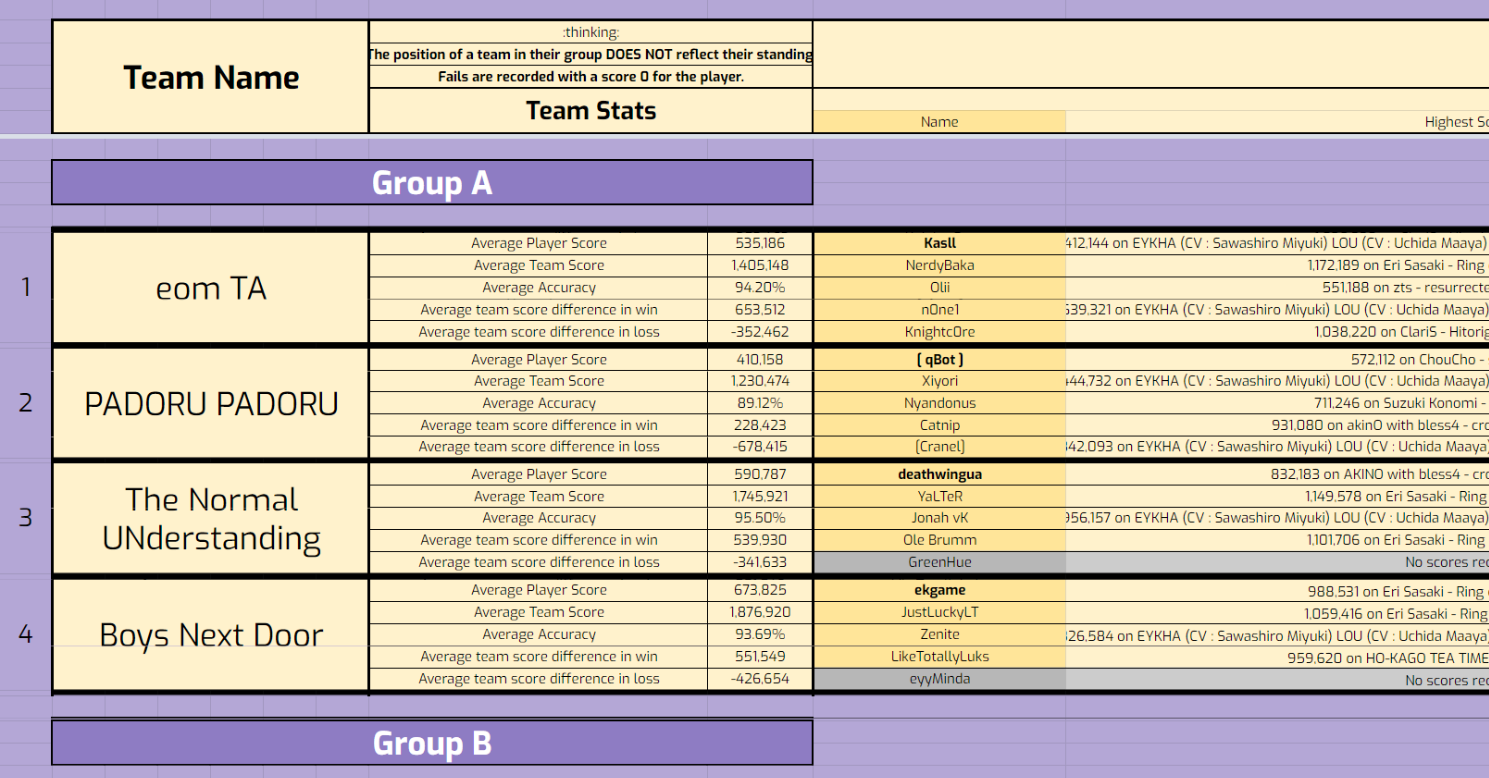 Team Name
:thinking:
The position of a team in their group DOES NOT reflect their standing
Fails are recorded with a score 0 for the player.
Team Stats
Name
Highest
Group A
1
eom TA
Average Player Score 535,186 Kasll 412,144 on EYKHA (CV : Sawashiro Miyuki) LOU (CV : Uchida Maaya)
Average Team Score 1,405,148 NerdyBaka 1,172,189 on Eri Sasaki - Ring
Average Accuracy 94.20% Olii 551,188 on zts - resurrecte
Average team score difference in win 653,512 n0ne1 539,321 on EYKHA (CV : Sawashiro Miyuki) LOU (CV : Uchida Maaya)
Average team score difference in loss -352,462 Knightc0re 1,038,220 on ClariS - Hitorig
2
PADORU PADORU
Average Player Score 410,158 [ qBot ] 572,112 on ChouCho -
Average Team Score 1,230,474 Xiyori 444,732 on EYKHA (CV : Sawashiro Miyuki) LOU (CV : Uchida Maaya)
Average Accuracy 89.12% Nyandonus 711,246 on Suzuki Konomi -
Average team score difference in win 228,423 Catnip 931,080 on akinO with bless4 - cro
Average team score difference in loss -678,415 [Cranel] 342,093 on EYKHA (CV : Sawashiro Miyuki) LOU (CV : Uchida Maaya)
3
The Normal
UNderstanding
Average Player Score 590,787 deathwingua 832,183 on AKINO with bless4 - cro
Average Team Score 1,745,921 YaLTeR 1,149,578 on Eri Sasaki - Ring
Average Accuracy 95.50% Jonah vK 956,157 on EYKHA (CV : Sawashiro Miyuki) LOU (CV : Uchida Maaya)
Average team score difference in win 539,930 Ole Brumm 1,101,706 on Eri Sasaki - Ring
Average team score difference in loss -341,633 GreenHue No scores rec
4
Boys Next Door
Average Player Score 673,825 ekgame 988,531 on Eri Sasaki - Ring
Average Team Score 1,876,920 JustLuckyLT 1,059,416 on Eri Sasaki - Ring
Average Accuracy 93.69% Zenite 26,584 on EYKHA (CV : Sawashiro Miyuki) LOU (CV : Uchida Maaya)
Average team score difference in win 551,549 LikeTotallyLuks 959,620 on HO-KAGO TEA TIME
Average team score difference in loss -426,654 eyyMinda No scores rec
Group B